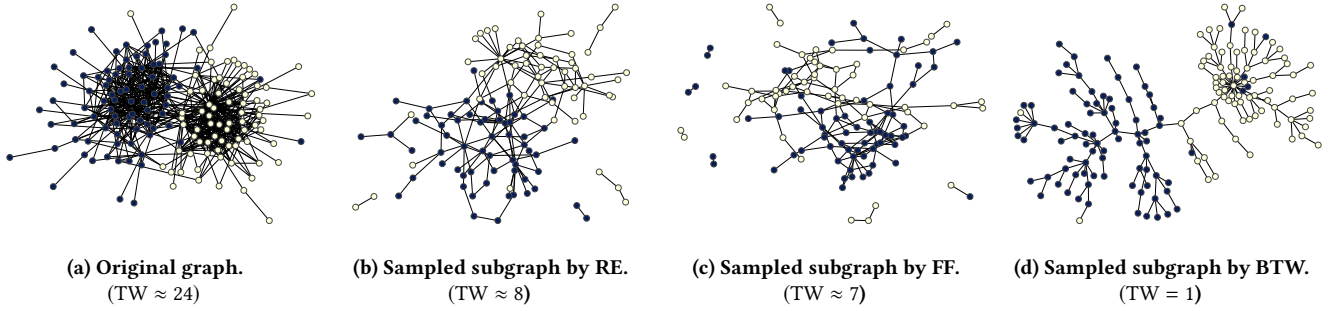 (a) Original graph.
(TW ≈ 24)
(b) Sampled subgraph by RE.
(TW ≈ 8)
(c) Sampled subgraph by FF.
(TW ≈ 7)
(d) Sampled subgraph by BTW.
(TW = 1)